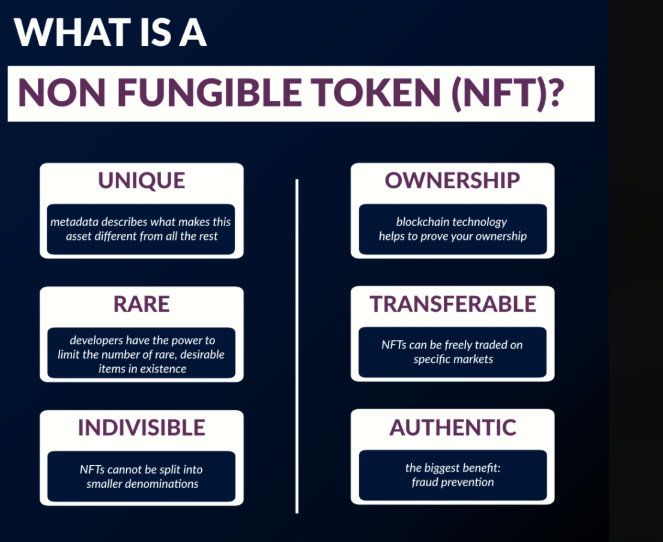 WHAT IS A
NON FUNGIBLE TOKEN (NFT)?
UNIQUE
metadata describes what makes this
asset different from all the rest
RARE
developers have the power to
limit the number of rare, desirable
items in existence
INDIVISIBLE
NFTs cannot be split into
smaller denominations
OWNERSHIP
blockchain technology
helps to prove your ownership
TRANSFERABLE
NFTs can be freely traded on
specific markets
AUTHENTIC
the biggest benefit:
fraud prevention